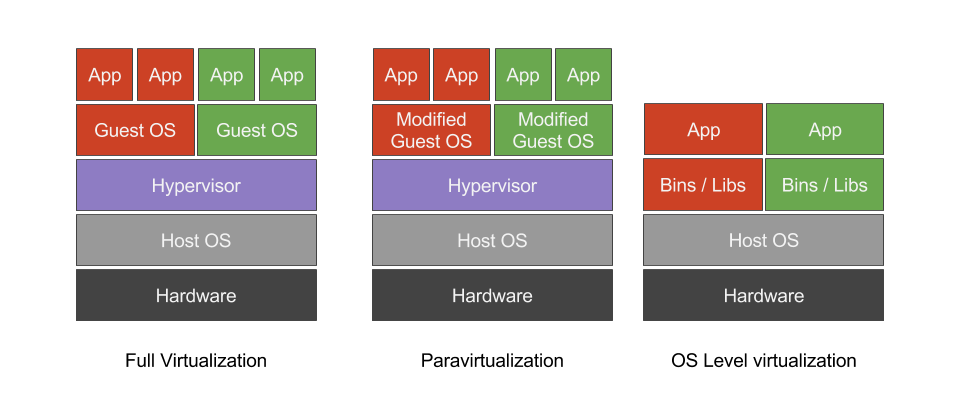 App App App App
Guest OS Guest OS
Hypervisor
Host OS
Hardware
Full Virtualization
App App App App
Modified Guest OS Modified Guest OS
Hypervisor
Host OS
Hardware
Paravirtualization
App App
Bins / Libs Bins / Libs
Host OS
Hardware
OS Level virtualization